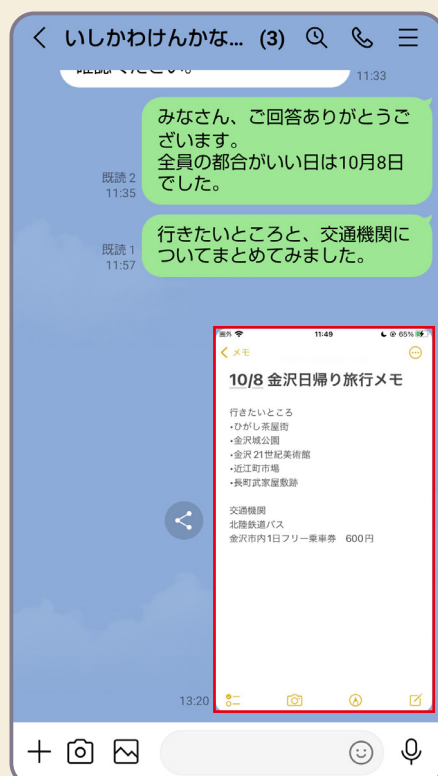 いしかわけんかな... (3)
11:33
みなさん、ご回答ありがとうご
ざいます。
全員の都合がいい日は10月8日
でした。
既読 2
11:35
行きたいところと、交通機関に
ついてまとめてみました。
既読 1
11:57
圏外
11:49
65%
メモ
10/8 金沢日帰り旅行メモ
行きたいところ
•ひがし茶屋街
•金沢城公園
•金沢21世紀美術館
•近江町市場
•長町武家屋敷跡
交通機関
北陸鉄道バス
金沢市内1日フリー乗車券 600円
13:20